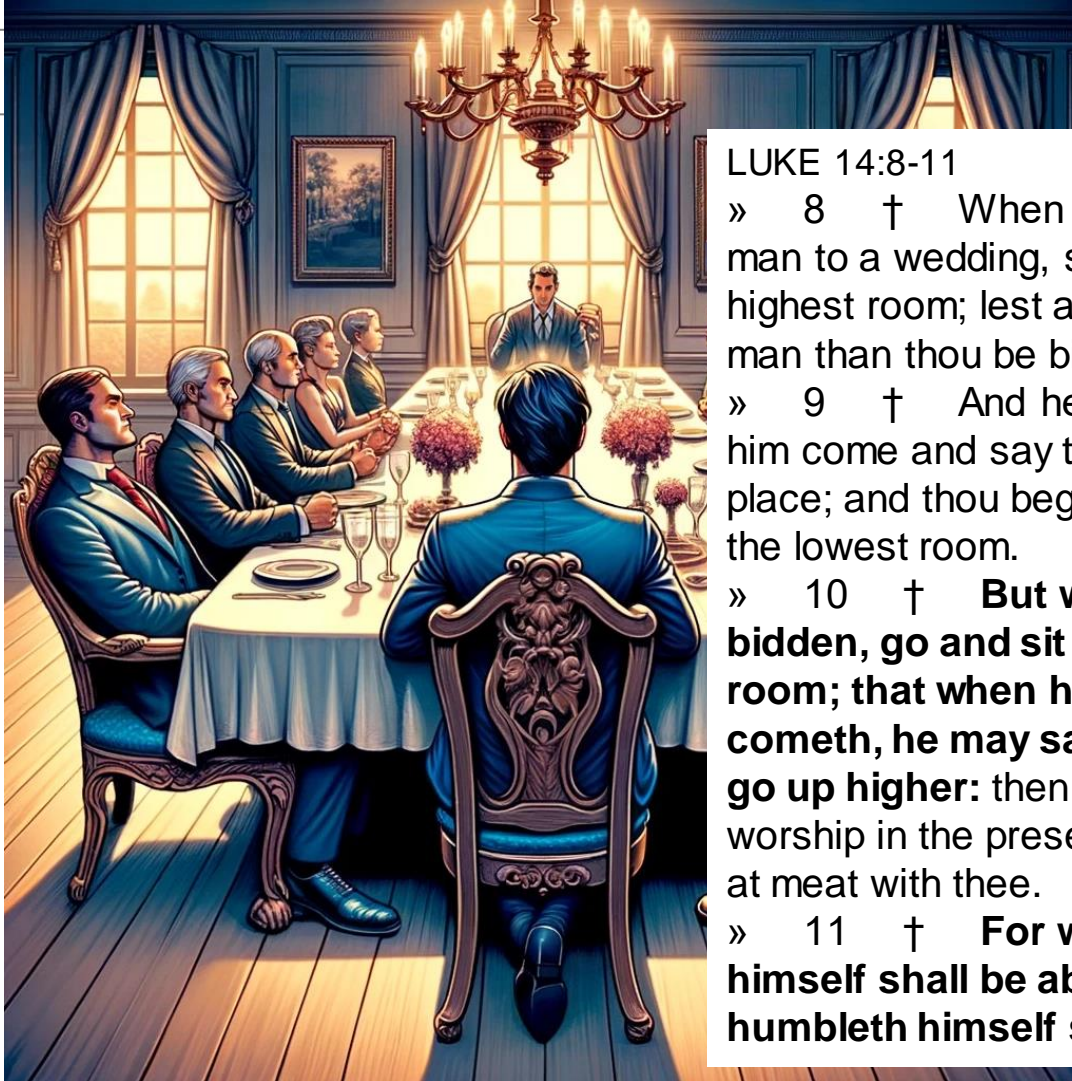 LUKE 14:8-11
» 8 † When
man to a wedding, s
highest room; lest a
man than thou be b
» 9 † And he
him come and say t
place; and thou beg
the lowest room.
» 10 † But w
bidden, go and sit
room; that when h
cometh, he may sa
go up higher: then
worship in the prese
at meat with thee.
» 11 † For w
himself shall be ab
humbleth himself s